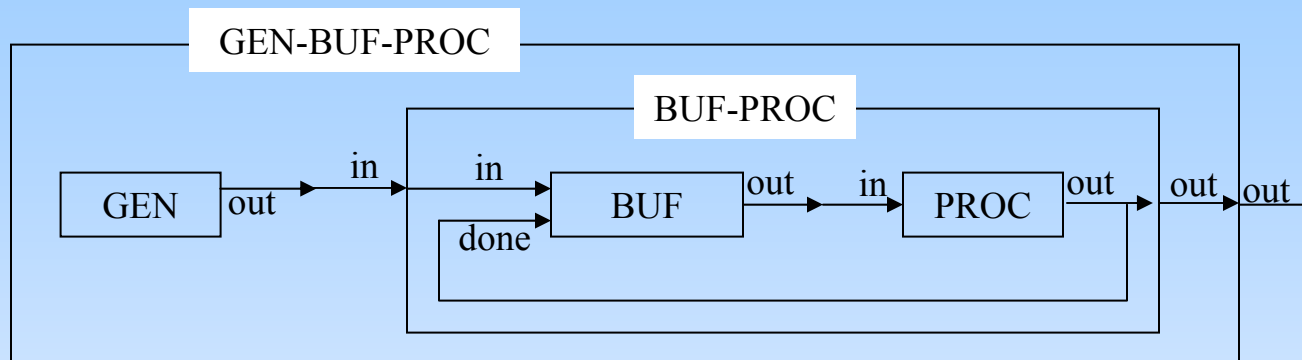 GEN-BUF-PROC
BUF-PROC
GEN
out
in
in
done
BUF
out
in
PROC
out
out
out